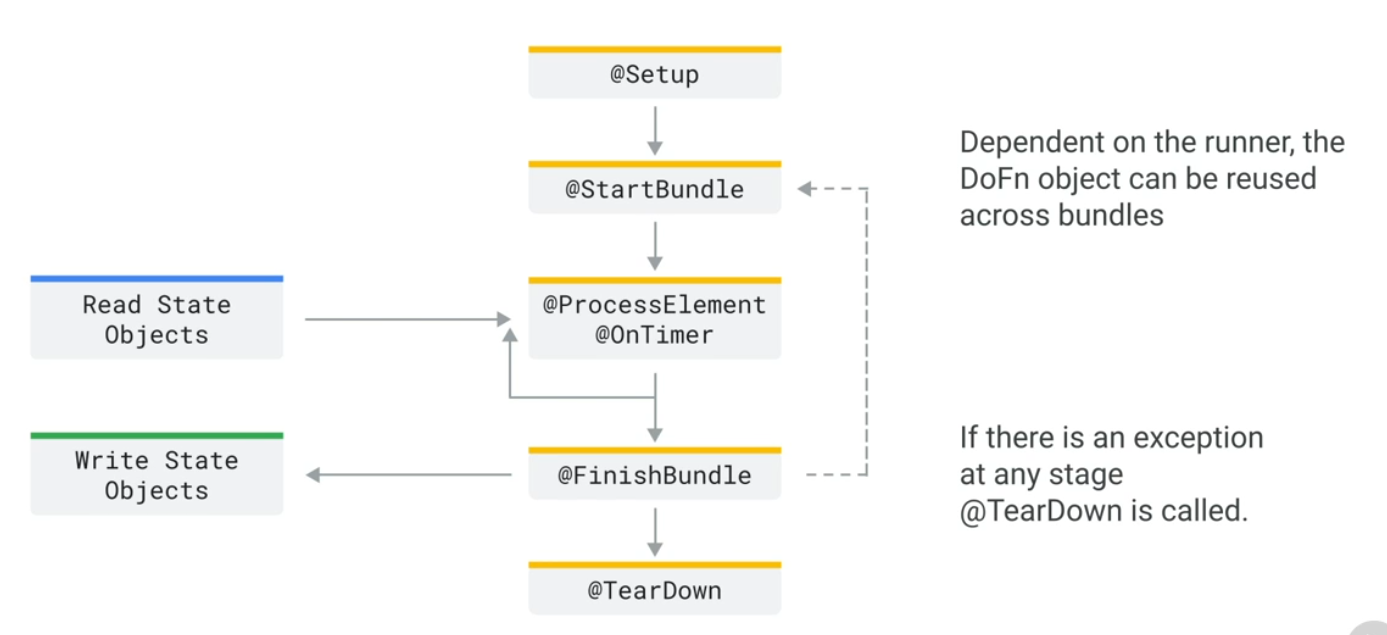 @Setup
@StartBundle
Dependent on the runner, the
DoFn object can be reused
across bundles
Read State
Objects
@ProcessElement
@OnTimer
Write State
Objects
@FinishBundle
If there is an exception
at any stage
@TearDown is called.
@TearDown